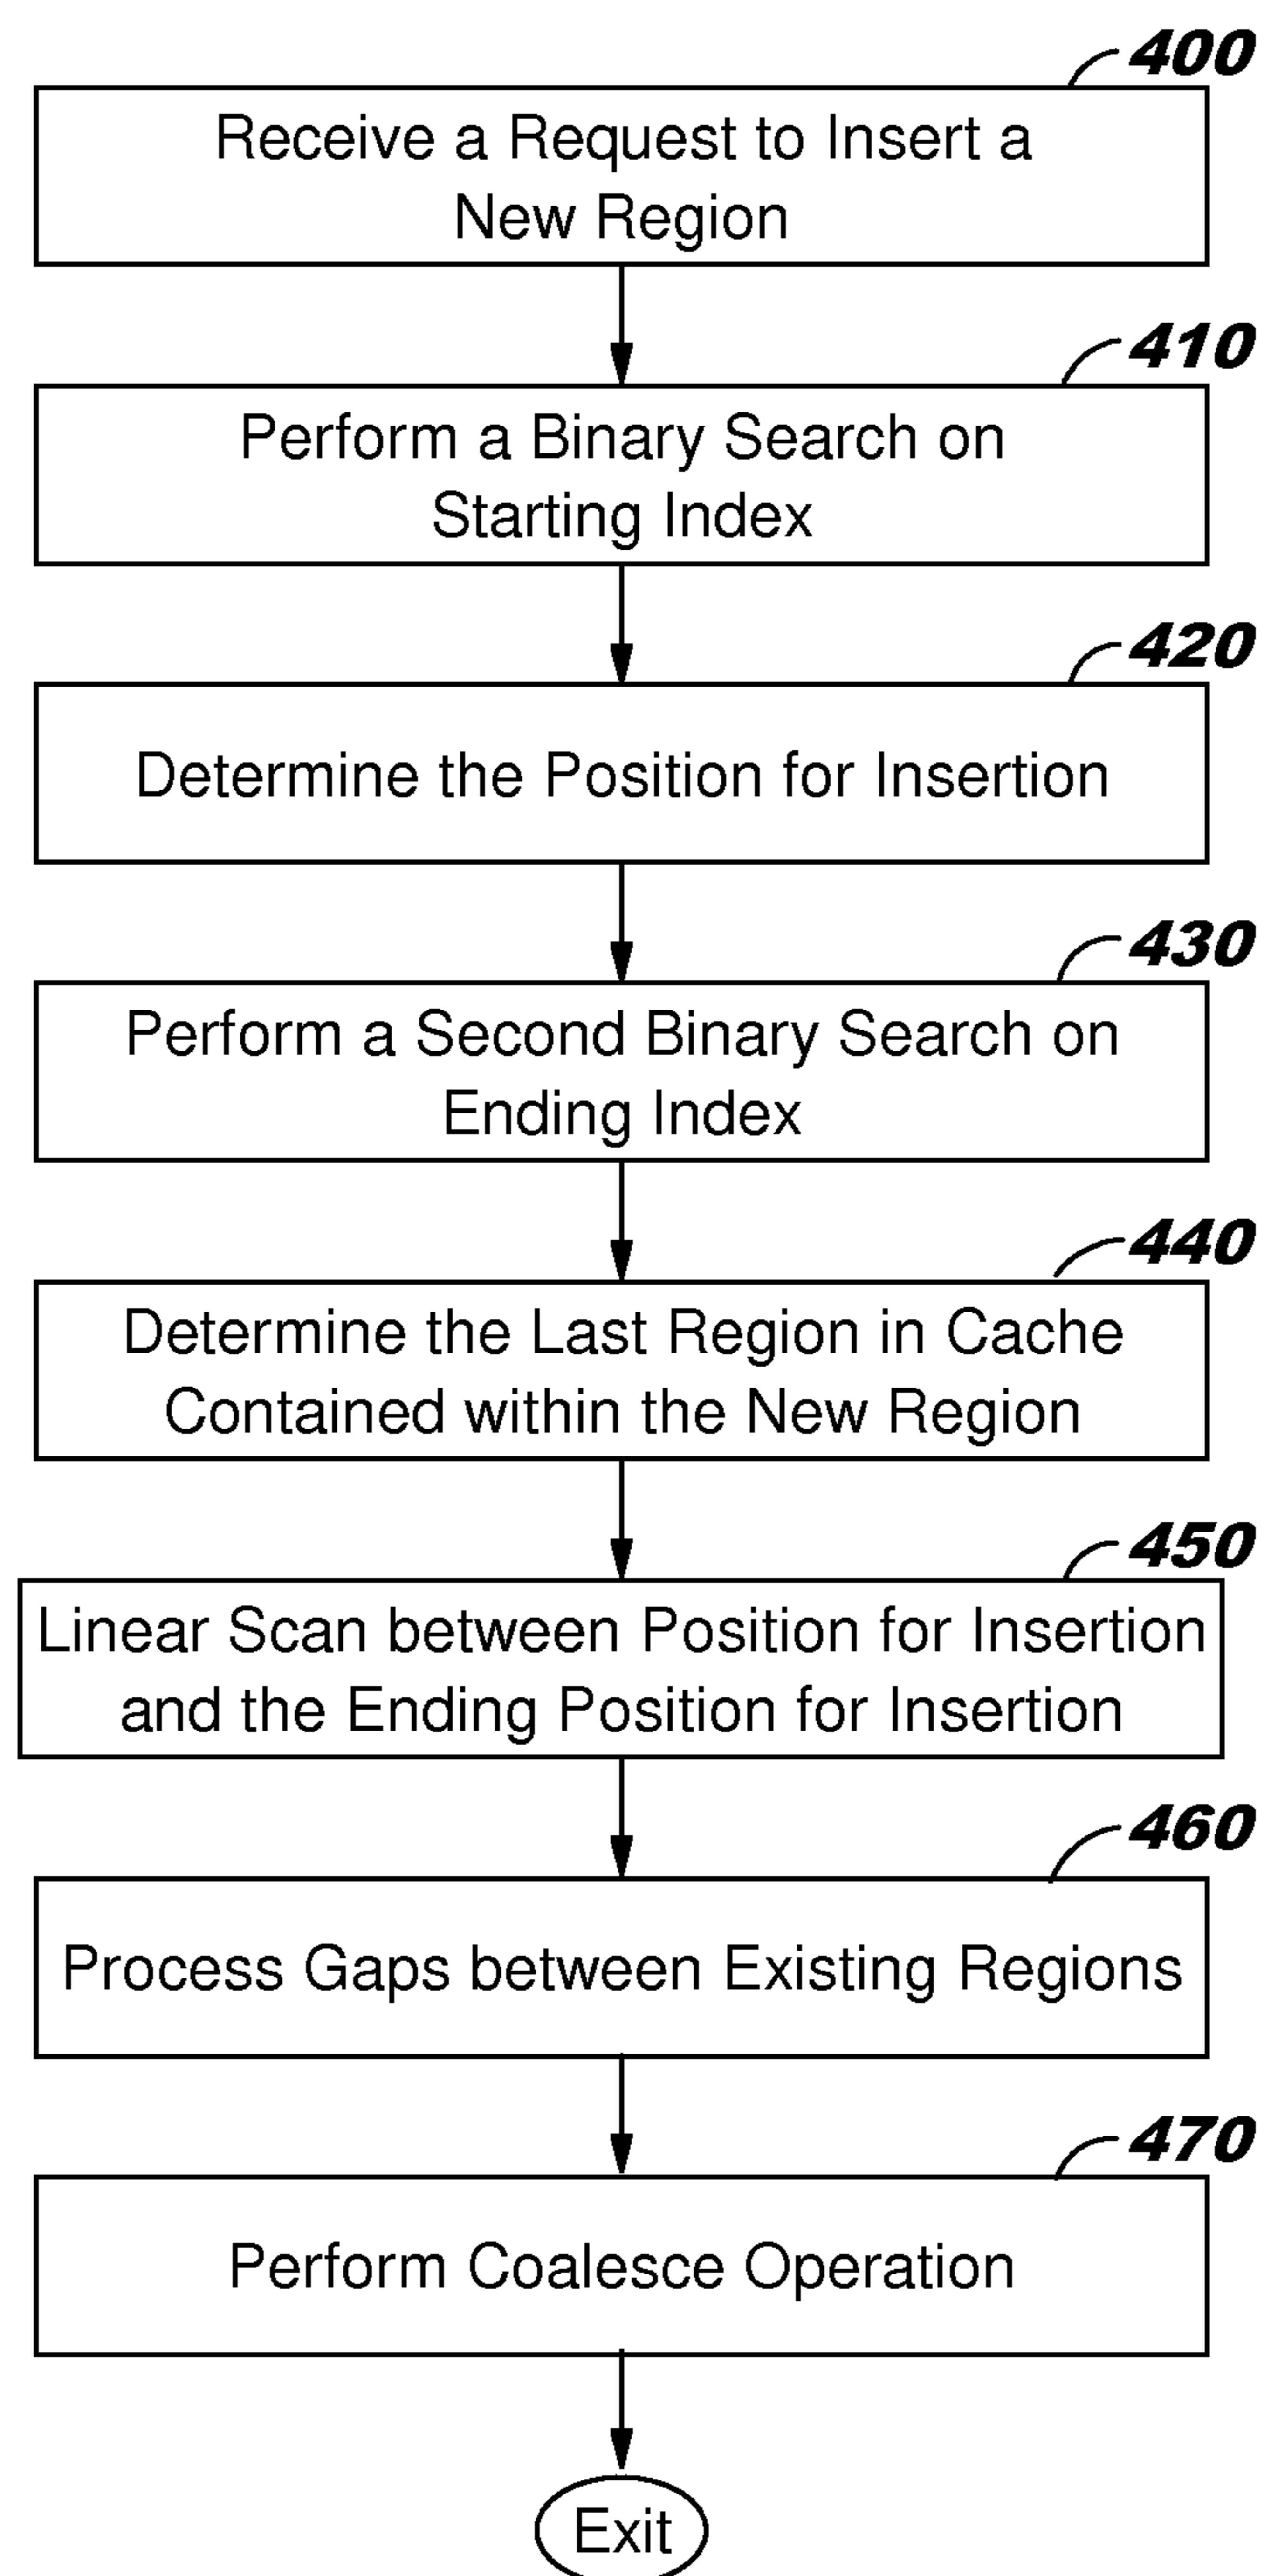 400
Receive a Request to Insert a
New Region
410
Perform a Binary Search on
Starting Index
420
Determine the Position for Insertion
430
Perform a Second Binary Search on
Ending Index
440
Determine the Last Region in Cache
Contained within the New Region
450
Linear Scan between Position for Insertion
and the Ending Position for Insertion
460
Process Gaps between Existing Regions
470
Perform Coalesce Operation
Exit